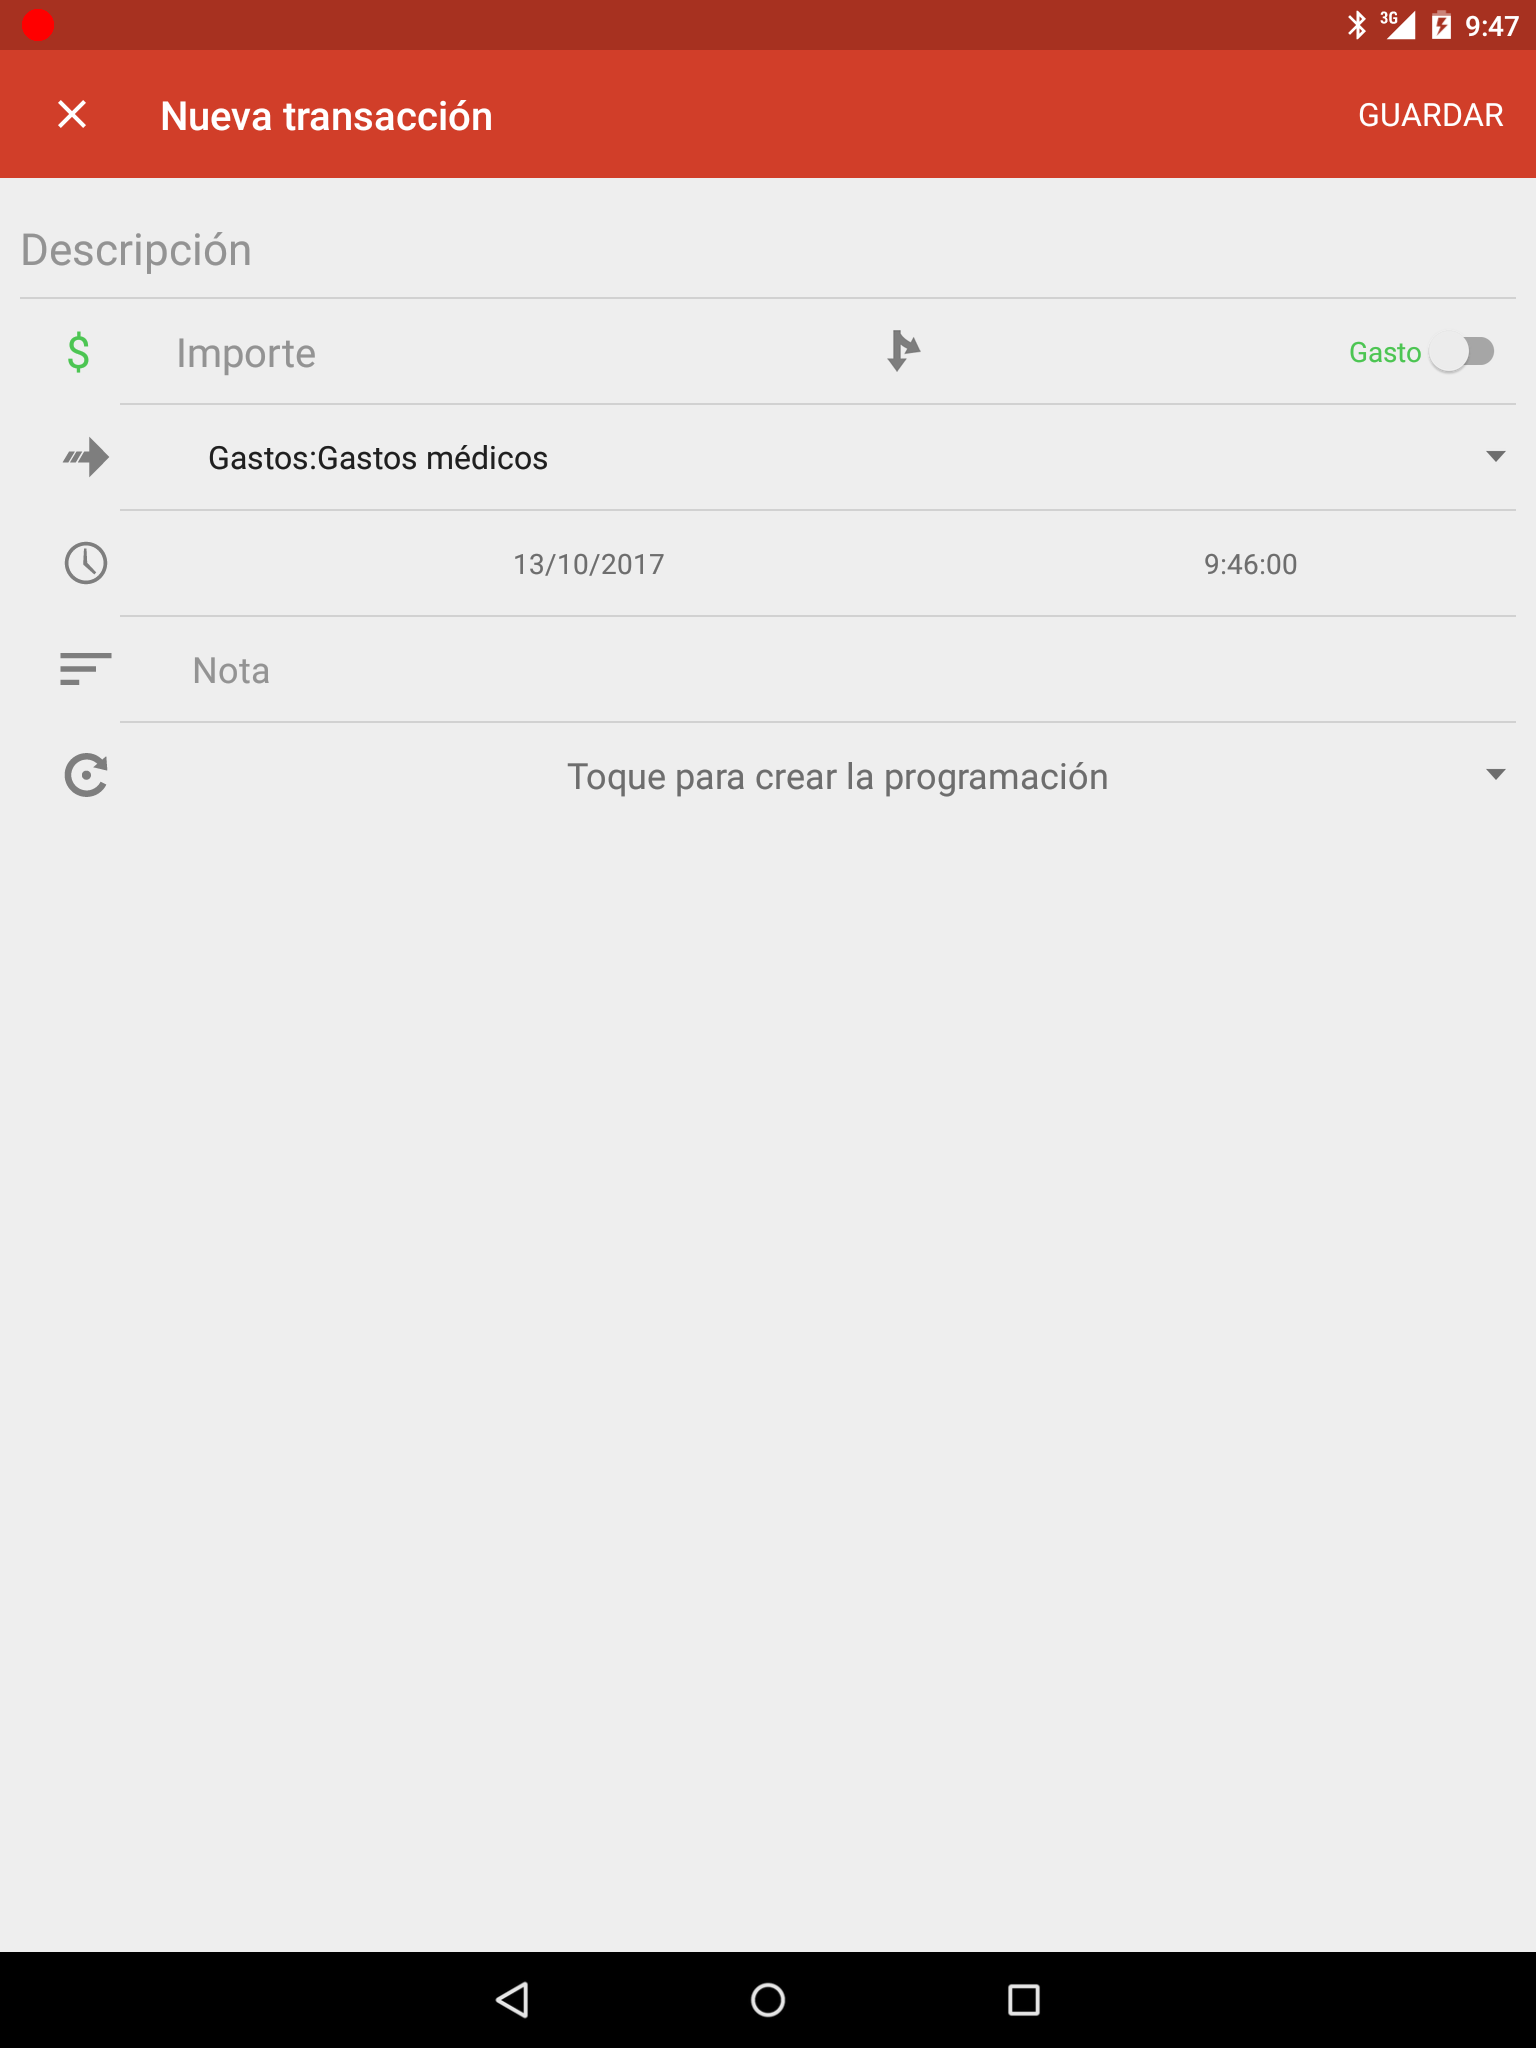 3G 9:47
Nueva transacción GUARDAR
Descripción
$ Importe Gasto
Gastos:Gastos médicos
13/10/2017 9:46:00
Nota
Toque para crear la programación